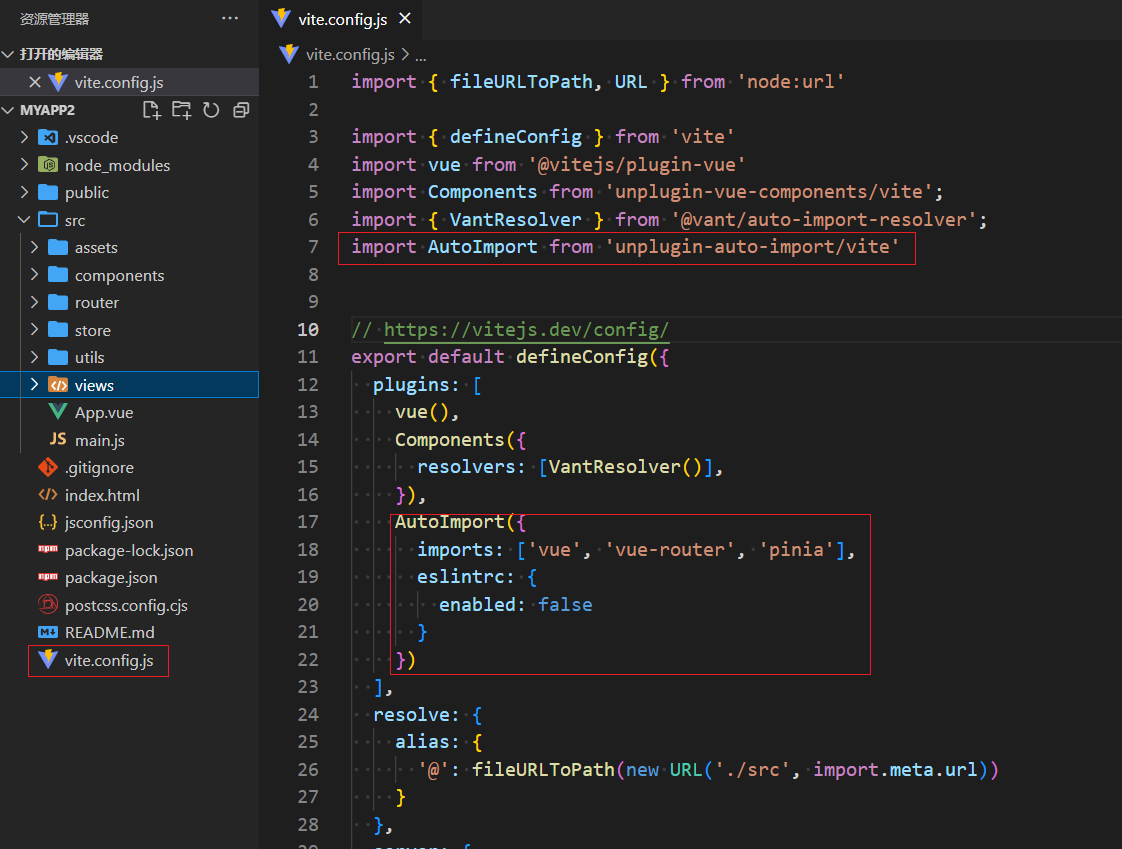 资源管理器 ···
打开的编辑器
vite.config.js
MYAPP2
.vscode
node_modules
public
src
assets
components
router
store
utils
views
App.vue
JS main.js
.gitignore
index.html
{..} jsconfig.json
npm package-lock.json
npm package.json
postcss.config.cjs
README.md
vite.config.js
vite.config.js
vite.config.js > ...
1 import { fileURLToPath, URL } from 'node:url'
2
3 import { defineConfig } from 'vite'
4 import vue from '@vitejs/plugin-vue'
5 import Components from 'unplugin-vue-components/vite';
6 import { VantResolver } from '@vant/auto-import-resolver';
7 import AutoImport from 'unplugin-auto-import/vite'
8
9
10 // https://vitejs.dev/config/
11 export default defineConfig({
12 plugins: [
13 vue(),
14 Components({
15 resolvers: [VantResolver()],
16 }),
17 AutoImport({
18 imports: ['vue', 'vue-router', 'pinia'],
19 eslintrc: {
20 enabled: false
21 }
22 })
23 ],
24 resolve: {
25 alias: {
26 '@': fileURLToPath(new URL('./src', import.meta.url))
27 }
28 },